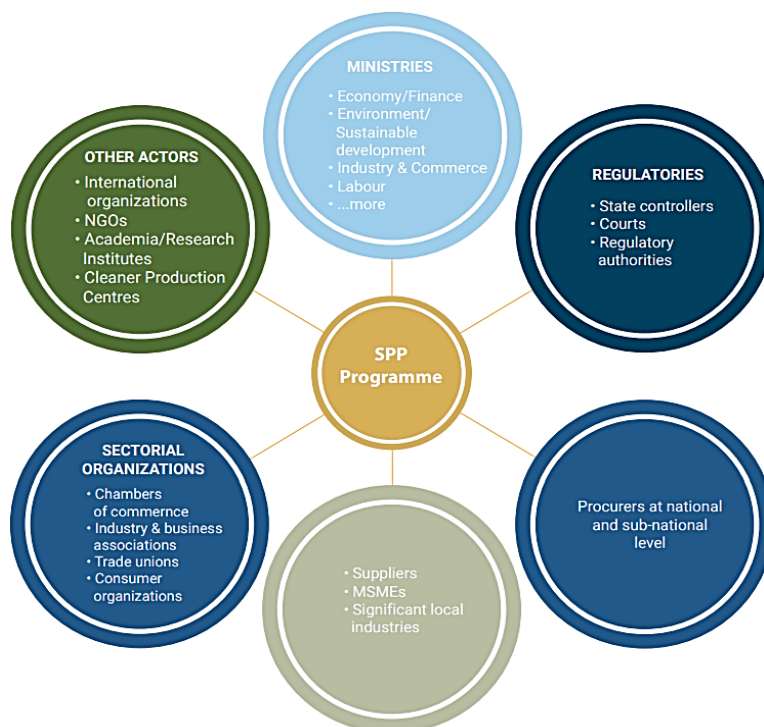 MINISTRIES
• Economy/Finance
• Environment/
Sustainable
development
• Industry & Commerce
• Labour
• ...more
OTHER ACTORS
• International
organizations
• NGOs
• Academia/Research
Institutes
• Cleaner Production
Centres
REGULATORIES
• State controllers
• Courts
• Regulatory
authorities
SPP
Programme
SECTORIAL
ORGANIZATIONS
• Chambers
of commernce
• Industry & business
associations
• Trade unions
• Consumer
organizations
• Suppliers
• MSMEs
• Significant local
industries
Procurers at national
and sub-national
level